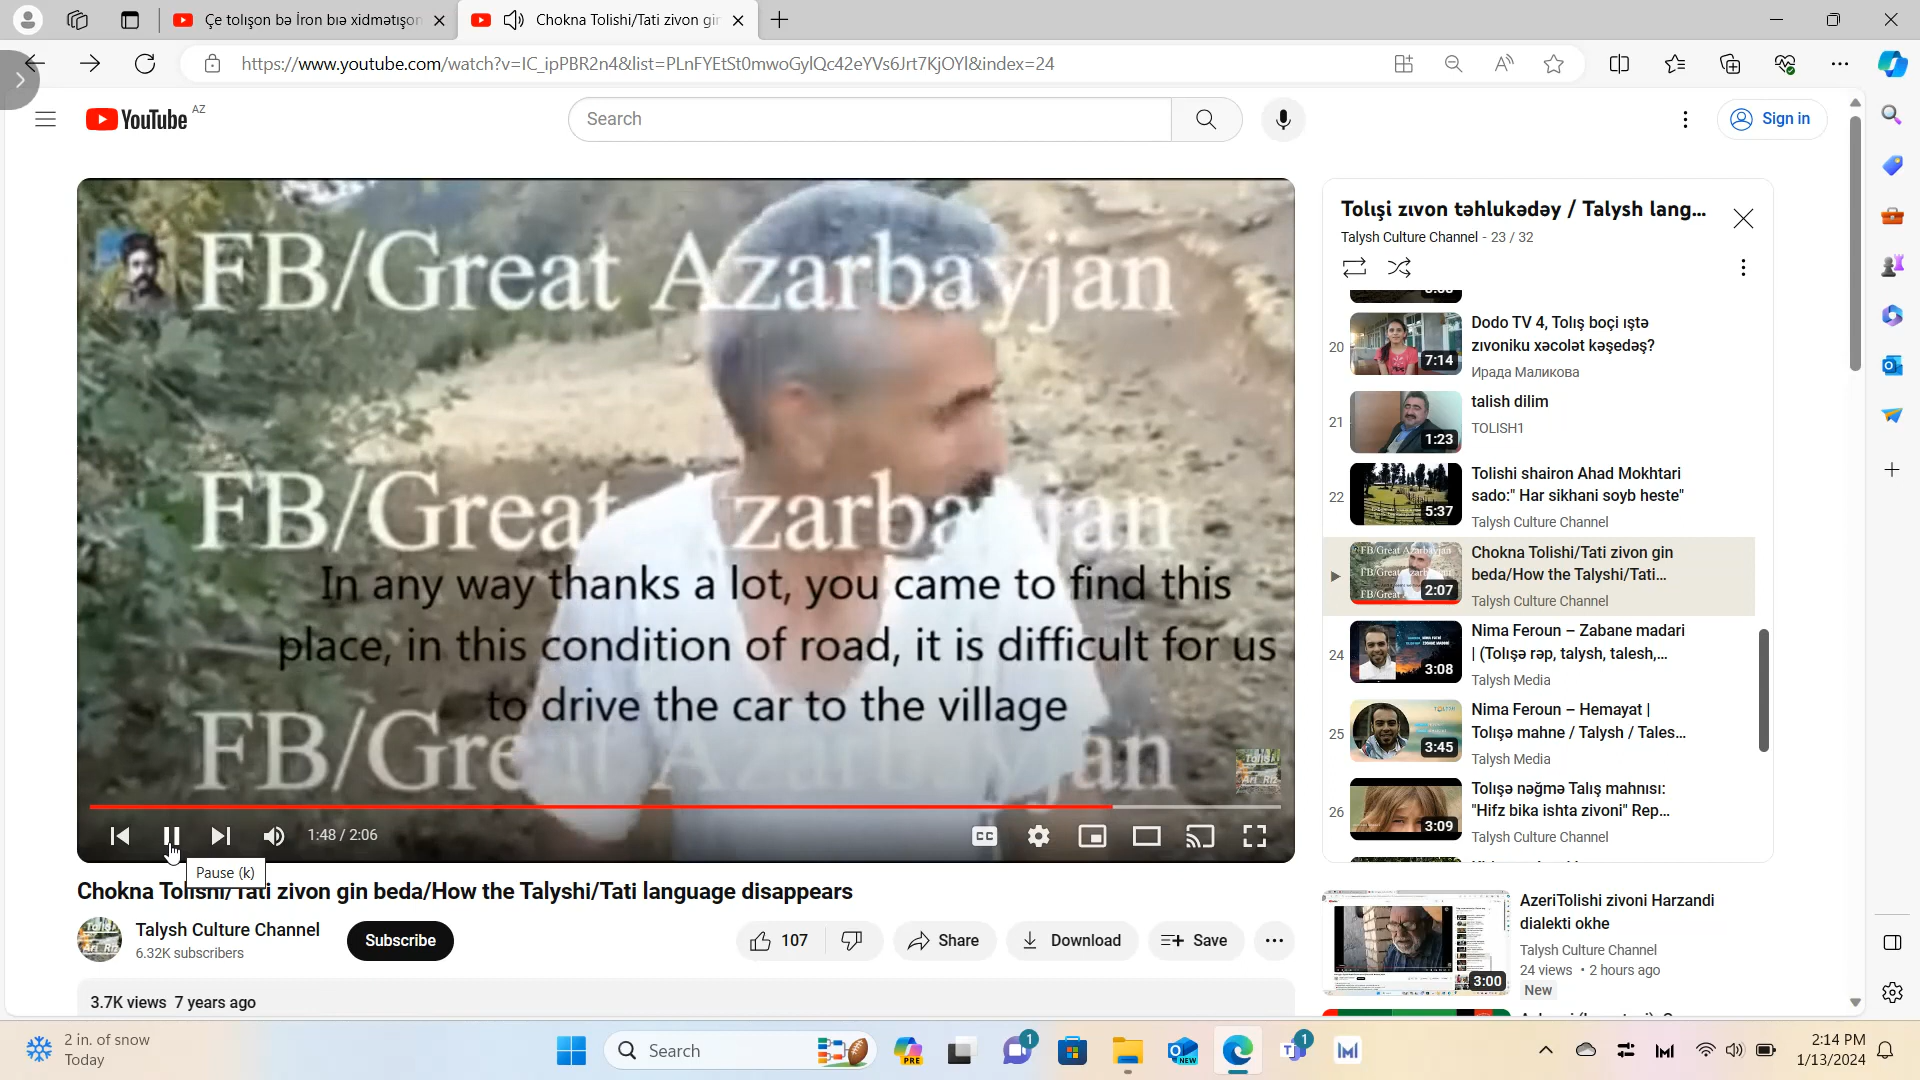 Çe tolışon bə İron bıə xidmətışon
Chokna Tolishi/Tati zivon gin
https://www.youtube.com/watch?v=IC_ipPBR2n4&list=PLnFYEtSt0mwoGylQc42eYVs6Jrt7KjOYl&index=24
YouTube AZ
Search
Sign in
FB/Great Azarbayjan
FB/Great Azarbayjan
In any way thanks a lot, you came to find this
place, in this condition of road, it is difficult for us
to drive the car to the village
FB/Great Azarbayjan
1:48 / 2:06
CC
Pause (k)
Chokna Tolishi/Tati zivon gin beda/How the Talyshi/Tati language disappears
Talysh Culture Channel
6.32K subscribers
Subscribe
107
Share
Download
Save
3.7K views 7 years ago
Tolışi zıvon təhlukədəy / Talysh lang...
Talysh Culture Channel - 23 / 32
20
7:14
Dodo TV 4, Tolış boçi ıştə
zıvoniku xəcolət kəşedəş?
Ирада Маликова
21
1:23
talish dilim
TOLISH1
22
5:37
Tolishi shairon Ahad Mokhtari
sado:" Har sikhani soyb heste"
Talysh Culture Channel
2:07
Chokna Tolishi/Tati zivon gin
beda/How the Talyshi/Tati...
Talysh Culture Channel
24
3:08
Nima Feroun – Zabane madari
| (Tolışə rəp, talysh, talesh,...
Talysh Media
25
3:45
Nima Feroun – Hemayat |
Tolışə mahne / Talysh / Tales...
Talysh Media
26
3:09
Tolışə nəğmə Talış mahnısı:
"Hifz bika ishta zivoni" Rep...
Talysh Culture Channel
3:00
AzeriTolishi zivoni Harzandi
dialekti okhe
Talysh Culture Channel
24 views • 2 hours ago
New
2 in. of snow
Today
Search
PRE
1
NEW
1
2:14 PM
1/13/2024